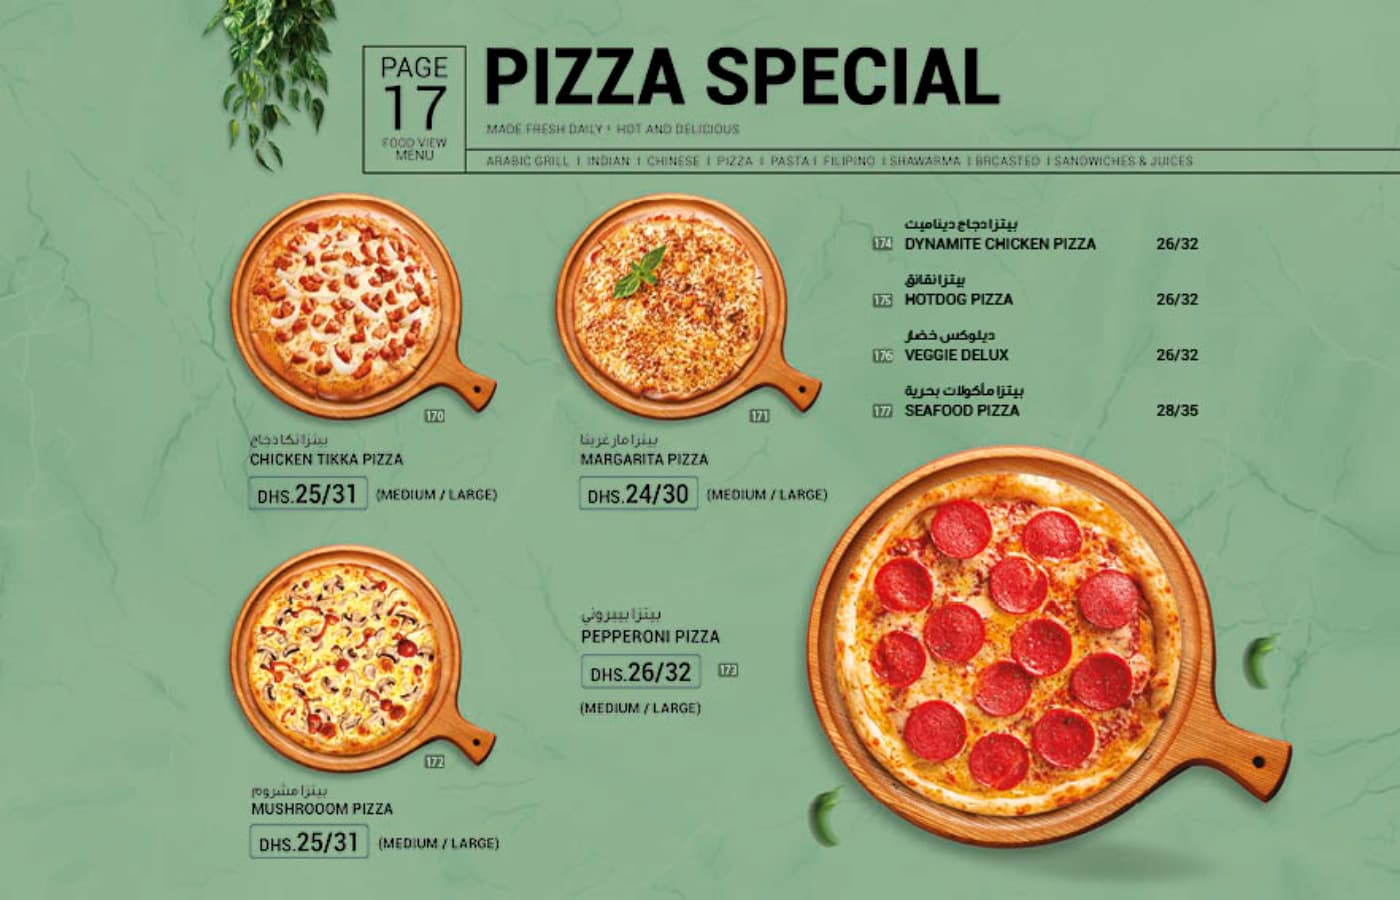 PAGE
17
FOOD VIEW
MENU
PIZZA SPECIAL
MADE FRESH DAILY ! HOT AND DELICIOUS
ARABIC GRILL I INDIAN I CHINESE I PIZZA I PASTA I FILIPINO I SHAWARMA I BRCASTED I SANDWICHES & JUICES
170
بيتزا تكا دجاج
CHICKEN TIKKA PIZZA
DHS.25/31 (MEDIUM / LARGE)
171
بيتزا مارغريتا
MARGARITA PIZZA
DHS.24/30 (MEDIUM / LARGE)
بيتزا دجاج ديناميت
174 DYNAMITE CHICKEN PIZZA 26/32
بيتزا نقانق
175 HOTDOG PIZZA 26/32
ديلوكس خضار
176 VEGGIE DELUX 26/32
بيتزا مأكولات بحرية
177 SEAFOOD PIZZA 28/35
172
بيتزا مشروم
MUSHROOOM PIZZA
DHS.25/31 (MEDIUM / LARGE)
بيتزا بيبروني
PEPPERONI PIZZA
DHS.26/32 173
(MEDIUM / LARGE)